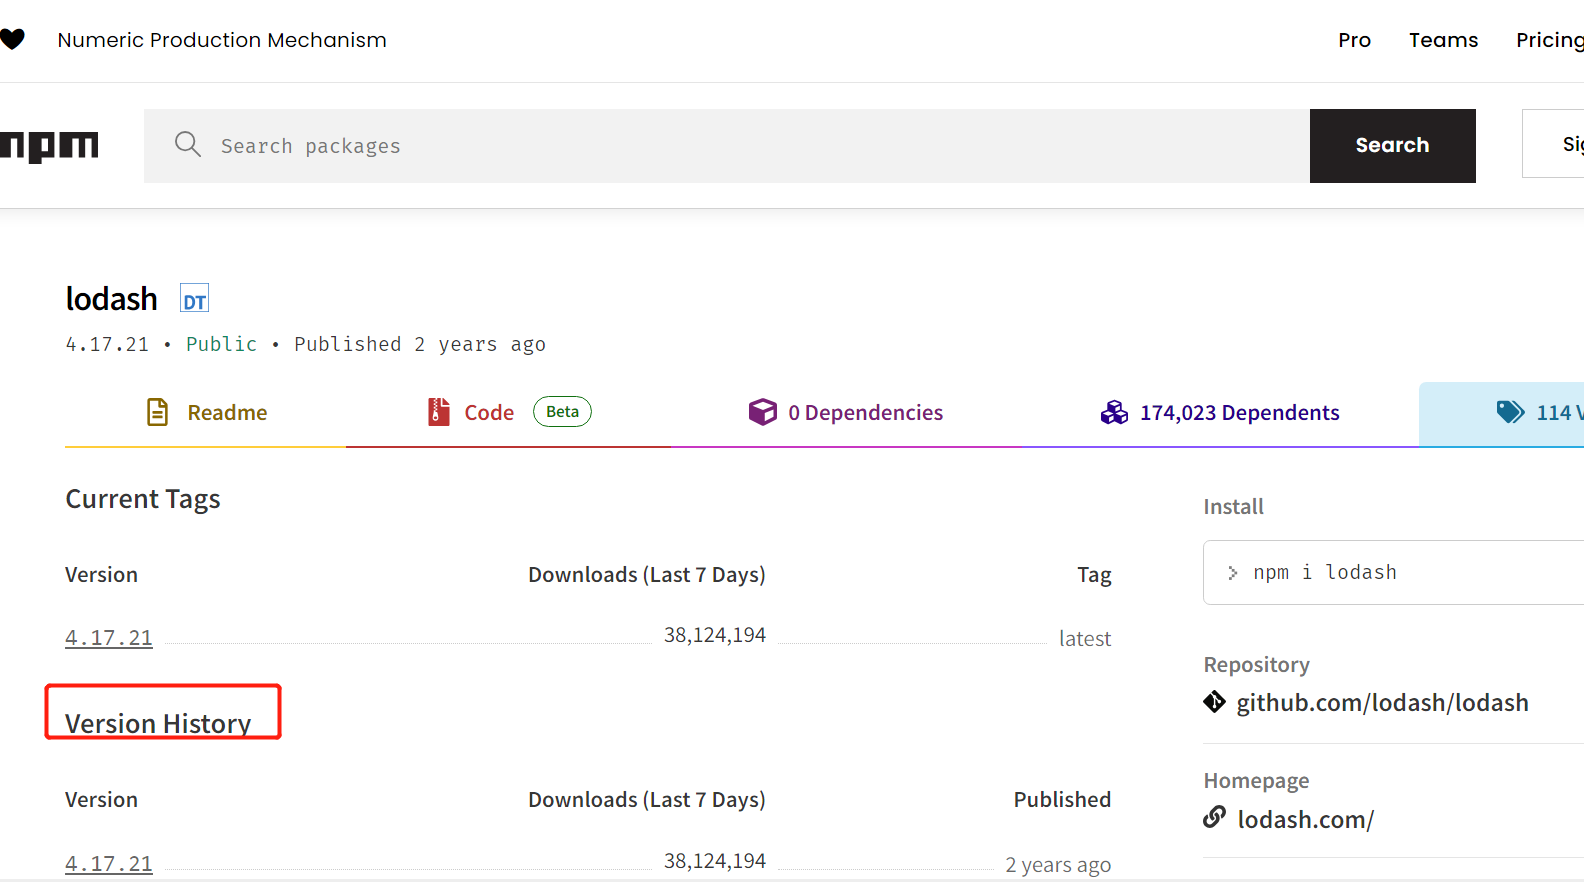 Numeric Production Mechanism
Pro Teams Pricing
npm
Search packages
Search
Sig
lodash DT
4.17.21 • Public • Published 2 years ago
Readme
Code Beta
0 Dependencies
174,023 Dependents
114 V
Current Tags
Version Downloads (Last 7 Days) Tag
4.17.21 38,124,194 latest
Version History
Version Downloads (Last 7 Days) Published
4.17.21 38,124,194 2 years ago
Install
> npm i lodash
Repository
github.com/lodash/lodash
Homepage
lodash.com/